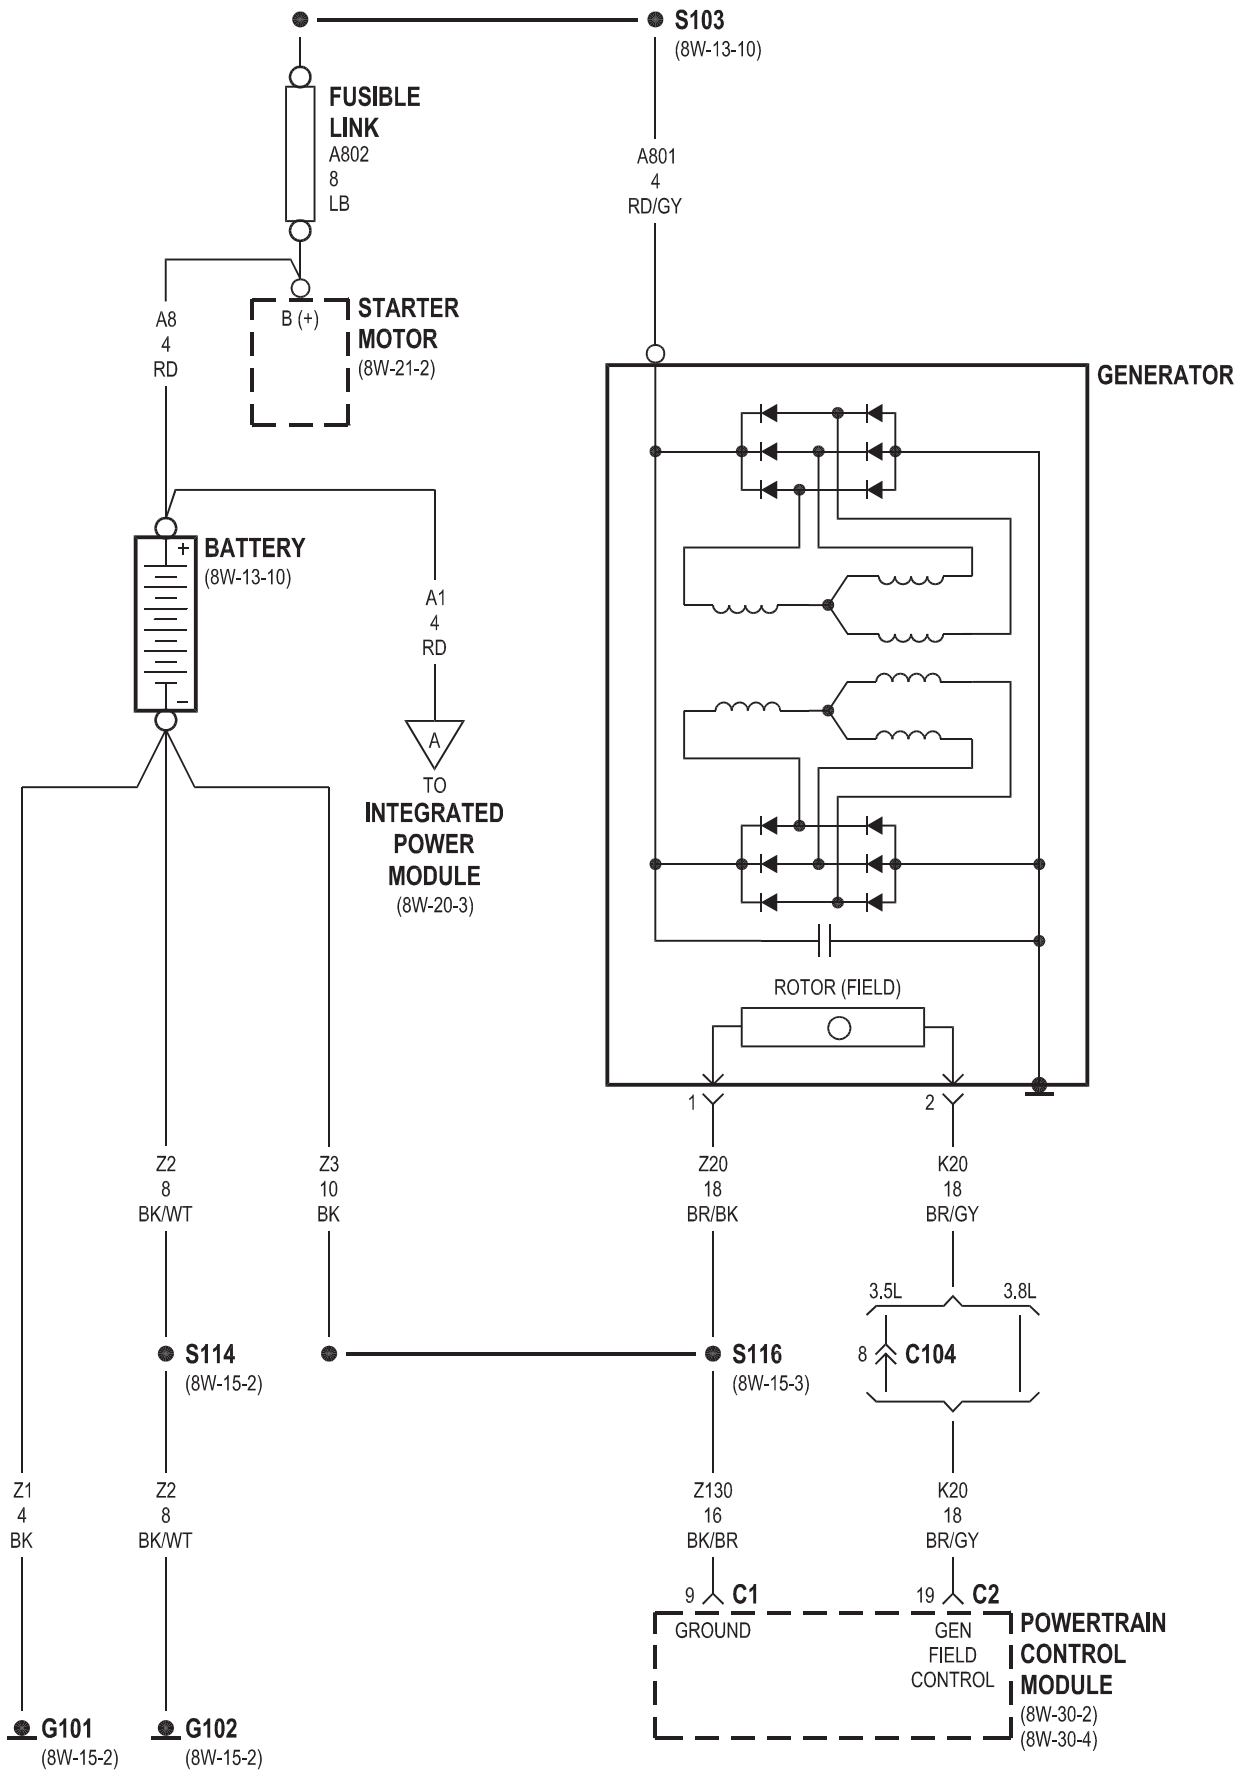 S103
(8W-13-10)
FUSIBLE
LINK
A802
8
LB
A801
4
RD/GY
A8
4
RD
B (+)
STARTER
MOTOR
(8W-21-2)
GENERATOR
+
BATTERY
(8W-13-10)
−
A1
4
RD
A
TO
INTEGRATED
POWER
MODULE
(8W-20-3)
ROTOR (FIELD)
1
2
Z2
8
BK/WT
Z3
10
BK
Z20
18
BR/BK
K20
18
BR/GY
3.5L
3.8L
S114
(8W-15-2)
S116
(8W-15-3)
8
C104
Z1
4
BK
Z2
8
BK/WT
Z130
16
BK/BR
K20
18
BR/GY
9
C1
19
C2
GROUND
GEN
FIELD
CONTROL
POWERTRAIN
CONTROL
MODULE
(8W-30-2)
(8W-30-4)
G101
(8W-15-2)
G102
(8W-15-2)